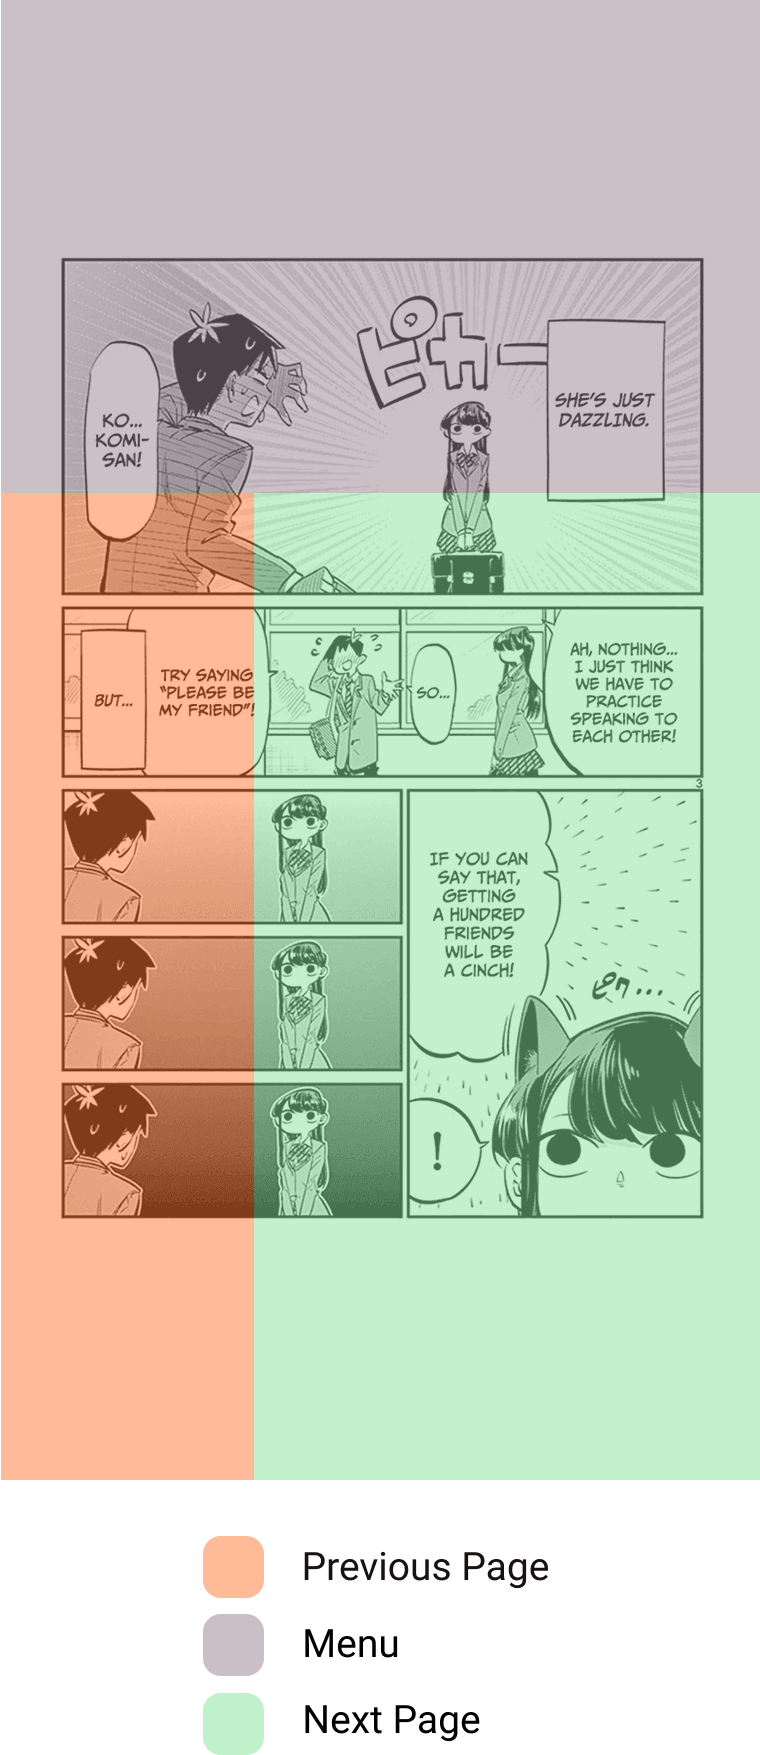 SHE'S JUST
DAZZLING.
ピカー
KO...
KOMI-
SAN!
AH, NOTHING...
I JUST THINK
WE HAVE TO
PRACTICE
SPEAKING TO
EACH OTHER!
SO...
TRY SAYING
"PLEASE BE
MY FRIEND"!
BUT...
3
IF YOU CAN
SAY THAT,
GETTING
A HUNDRED
FRIENDS
WILL BE
A CINCH!
ピク...
!
Previous Page
Menu
Next Page